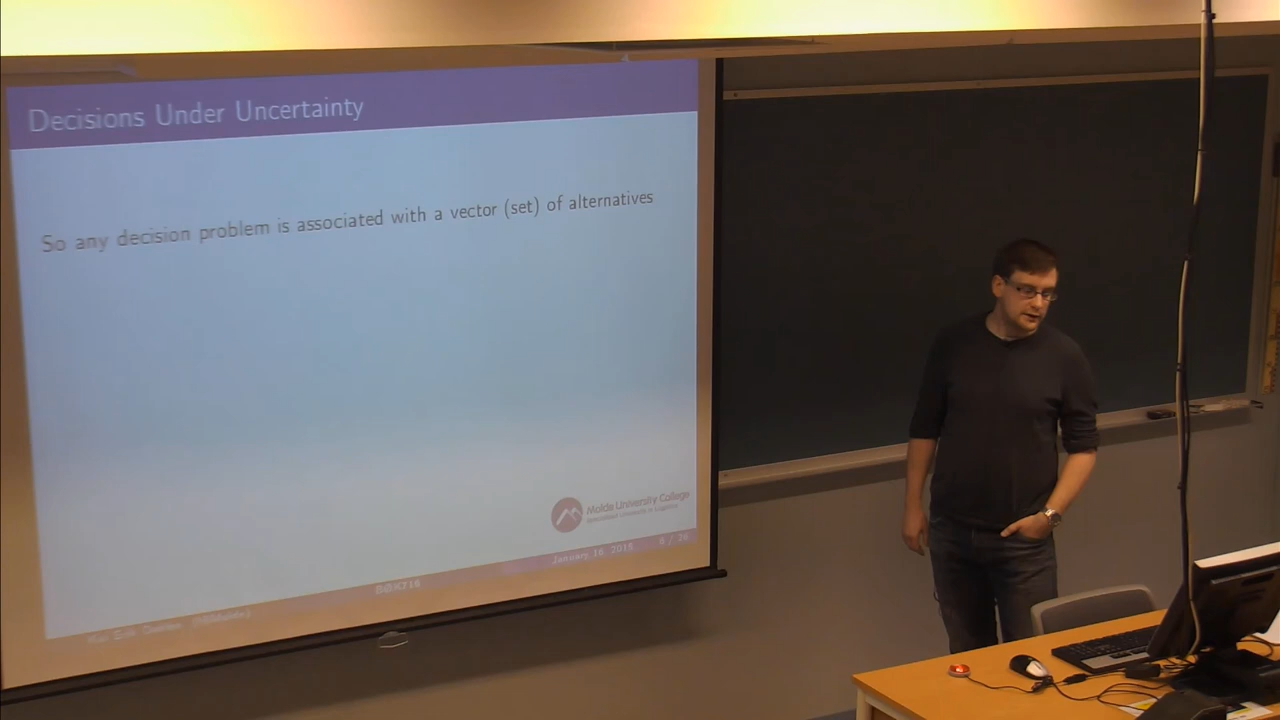 Decisions Under Uncertainty
So any decision problem is associated with a vector (set) of alternatives
Molde University College
January 16, 2018
/ 26